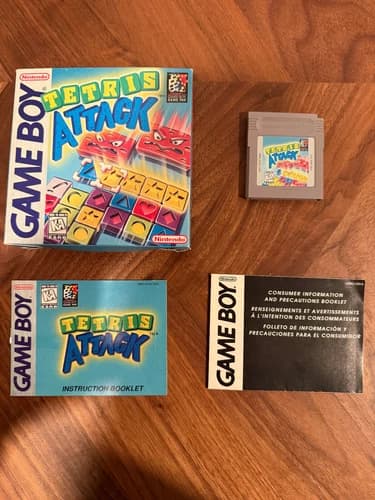 GAME BOY
Nintendo
TETRIS
ATTACK
Nintendo
TETRIS
ATTACK
GAME BOY
TETRIS
ATTACK
INSTRUCTION BOOKLET
Nintendo
GAME BOY
CONSUMER INFORMATION
AND PRECAUTIONS BOOKLET
RENSEIGNEMENTS ET AVERTISSEMENTS
À L'INTENTION DES CONSOMMATEURS
FOLLETO DE INFORMACIÓN Y
PRECAUCIONES PARA EL CONSUMIDOR